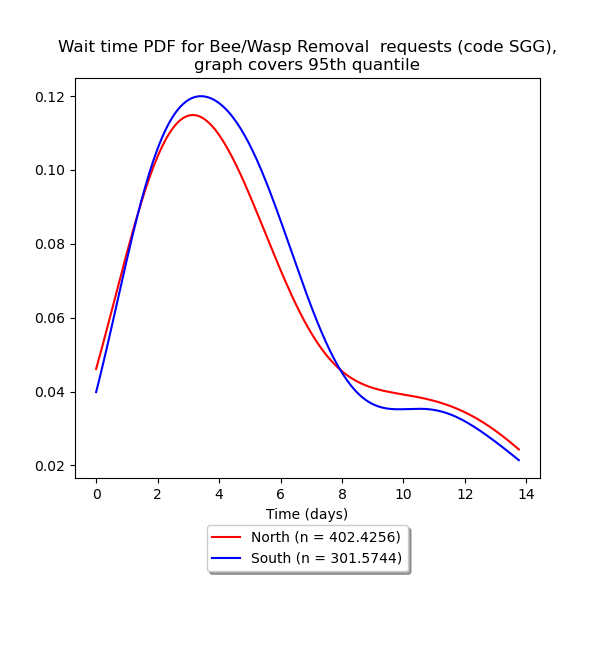 Wait time PDF for Bee/Wasp Removal  requests (code SGG),
graph covers 95th quantile
0.12
0.10
0.08
0.06
0.04
0.02
0 2 4 6 8 10 12 14
Time (days)
North (n = 402.4256)
South (n = 301.5744)